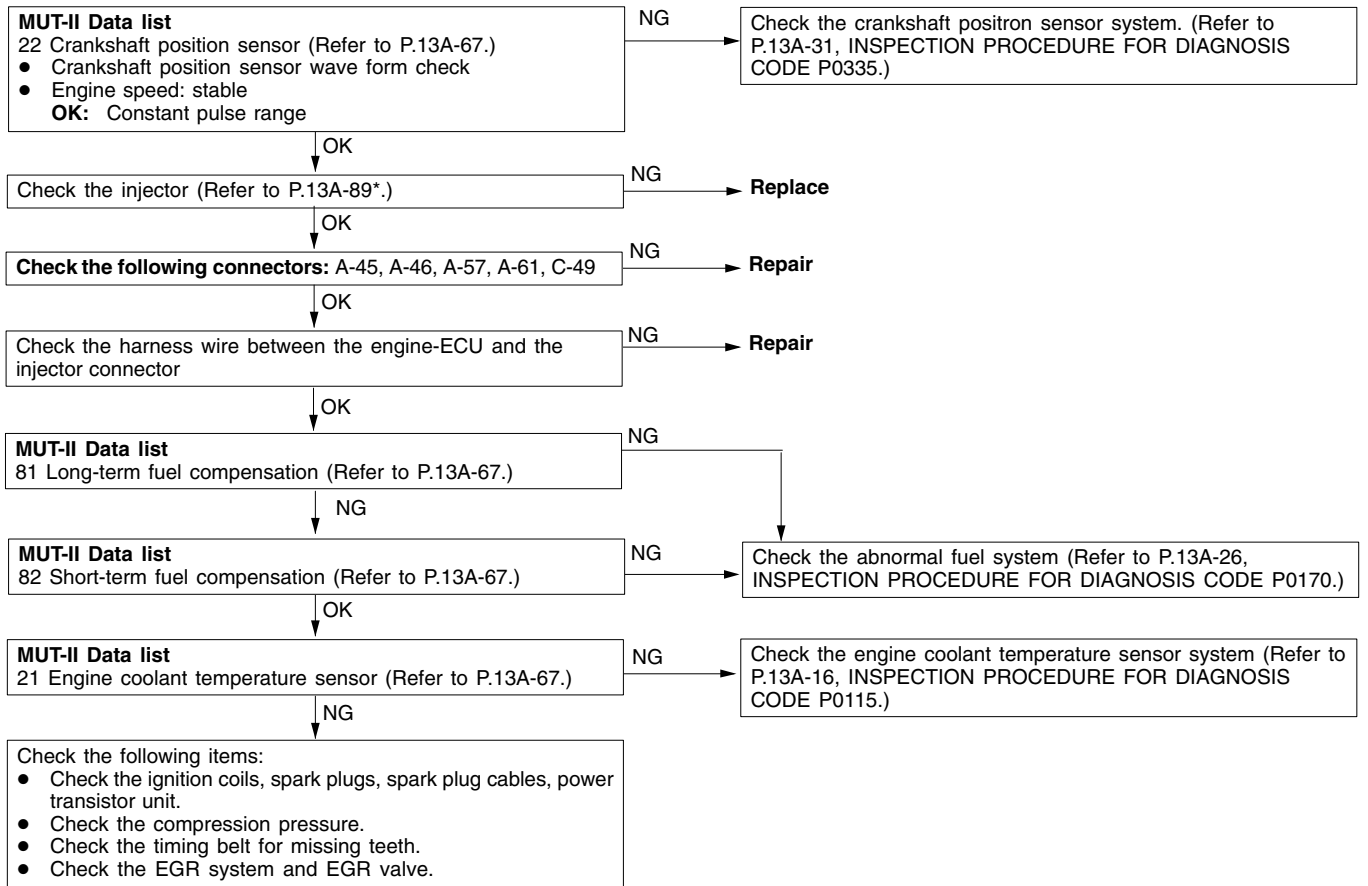 MUT-II Data list
22 Crankshaft position sensor (Refer to P.13A-67.)
● Crankshaft position sensor wave form check
● Engine speed: stable
OK: Constant pulse range
NG
Check the crankshaft positron sensor system. (Refer to
P.13A-31, INSPECTION PROCEDURE FOR DIAGNOSIS
CODE P0335.)
OK
Check the injector (Refer to P.13A-89*.)
NG
Replace
OK
Check the following connectors: A-45, A-46, A-57, A-61, C-49
NG
Repair
OK
Check the harness wire between the engine-ECU and the
injector connector
NG
Repair
OK
MUT-II Data list
81 Long-term fuel compensation (Refer to P.13A-67.)
NG
NG
MUT-II Data list
82 Short-term fuel compensation (Refer to P.13A-67.)
NG
Check the abnormal fuel system (Refer to P.13A-26,
INSPECTION PROCEDURE FOR DIAGNOSIS CODE P0170.)
OK
MUT-II Data list
21 Engine coolant temperature sensor (Refer to P.13A-67.)
NG
Check the engine coolant temperature sensor system (Refer to
P.13A-16, INSPECTION PROCEDURE FOR DIAGNOSIS
CODE P0115.)
NG
Check the following items:
● Check the ignition coils, spark plugs, spark plug cables, power
transistor unit.
● Check the compression pressure.
● Check the timing belt for missing teeth.
● Check the EGR system and EGR valve.